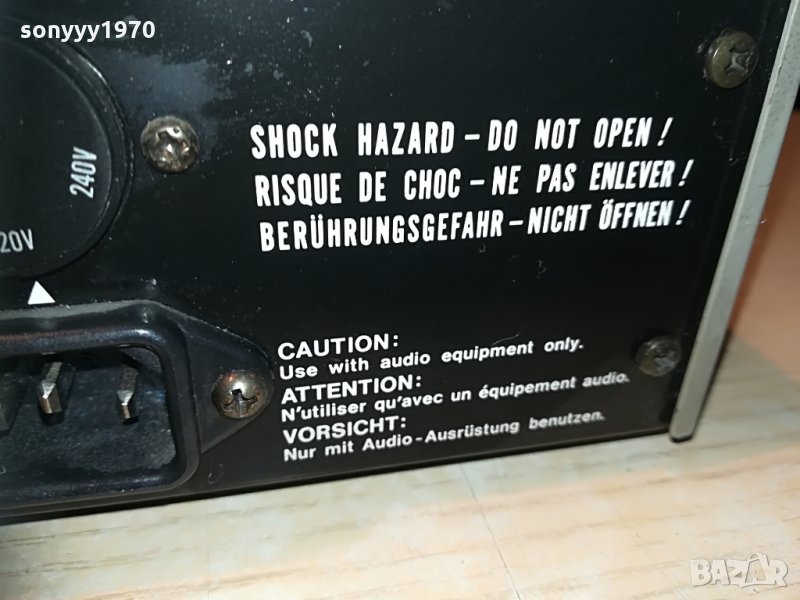 sonyyy1970
SHOCK HAZARD – DO NOT OPEN !
RISQUE DE CHOC – NE PAS ENLEVER !
BERÜHRUNGSGEFAHR – NICHT ÖFFNEN !
240V
20V
CAUTION:
Use with audio equipment only.
ATTENTION:
N'utiliser qu'avec un équipement audio.
VORSICHT:
Nur mit Audio-Ausrüstung benutzen.
BAZAR